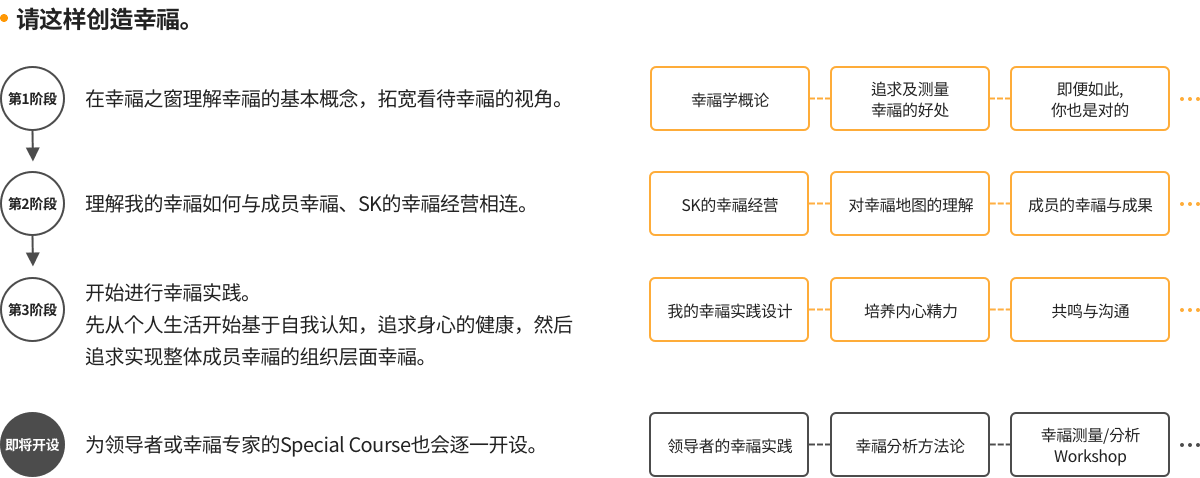 请这样创造幸福。
第1阶段
在幸福之窗理解幸福的基本概念，拓宽看待幸福的视角。
幸福学概论
追求及测量
幸福的好处
即便如此,
你也是对的
第2阶段
理解我的幸福如何与成员幸福、SK的幸福经营相连。
SK的幸福经营
对幸福地图的理解
成员的幸福与成果
第3阶段
开始进行幸福实践。
先从个人生活开始基于自我认知，追求身心的健康，然后
追求实现整体成员幸福的组织层面幸福。
我的幸福实践设计
培养内心精力
共鸣与沟通
即将开设
为领导者或幸福专家的Special Course也会逐一开设。
领导者的幸福实践
幸福分析方法论
幸福测量/分析
Workshop